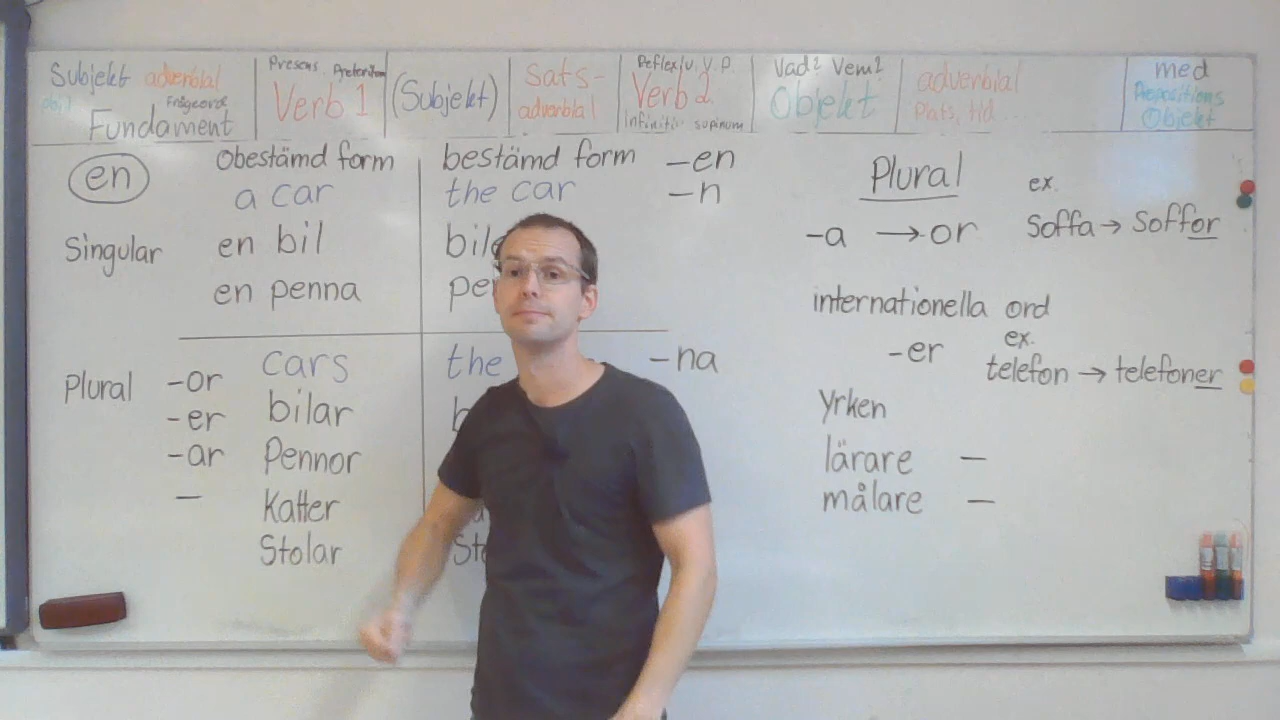 Subjekt adverbial
obj.?
Frågeord
Fundament
Presens, Preteritum
Verb 1
(Subjekt)
Sats-
adverbial
Reflexiv. V. P.
Verb 2
infinitiv supinum
Vad? Vem?
Objekt
adverbial
Plats, tid...
med
Prepositions
Objekt
en
obestämd form
bestämd form -en
a car
the car -n
Singular
en bil
en penna
Plural
-or
-er
-ar
-
cars
bilar
Pennor
Katter
Stolar
the
-na
Plural
-a → or
ex.
Soffa → Soffor
internationella ord
-er
ex.
telefon → telefoner
Yrken
lärare -
målare -